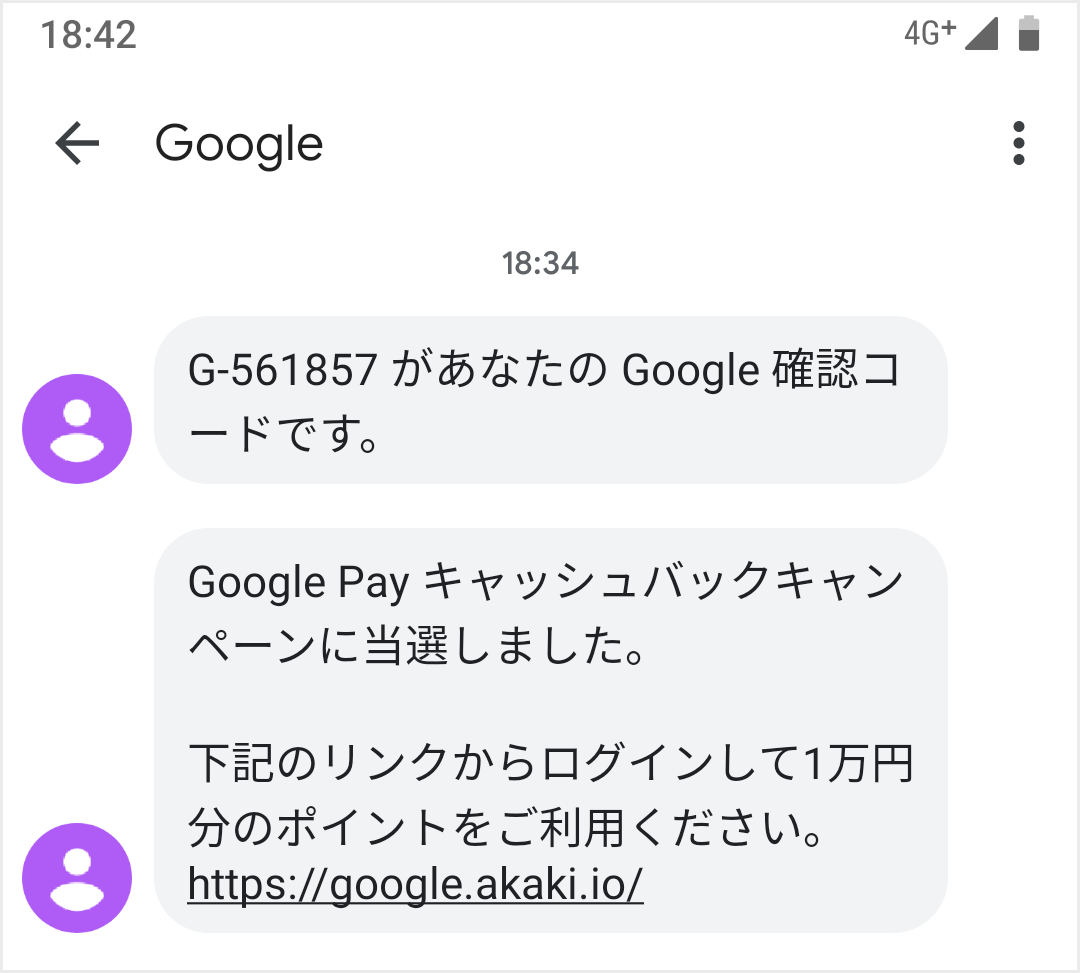 18:42
4G+
Google
18:34
G-561857 があなたの Google 確認コ
ードです。
Google Pay キャッシュバックキャン
ペーンに当選しました。
下記のリンクからログインして1万円
分のポイントをご利用ください。
https://google.akaki.io/